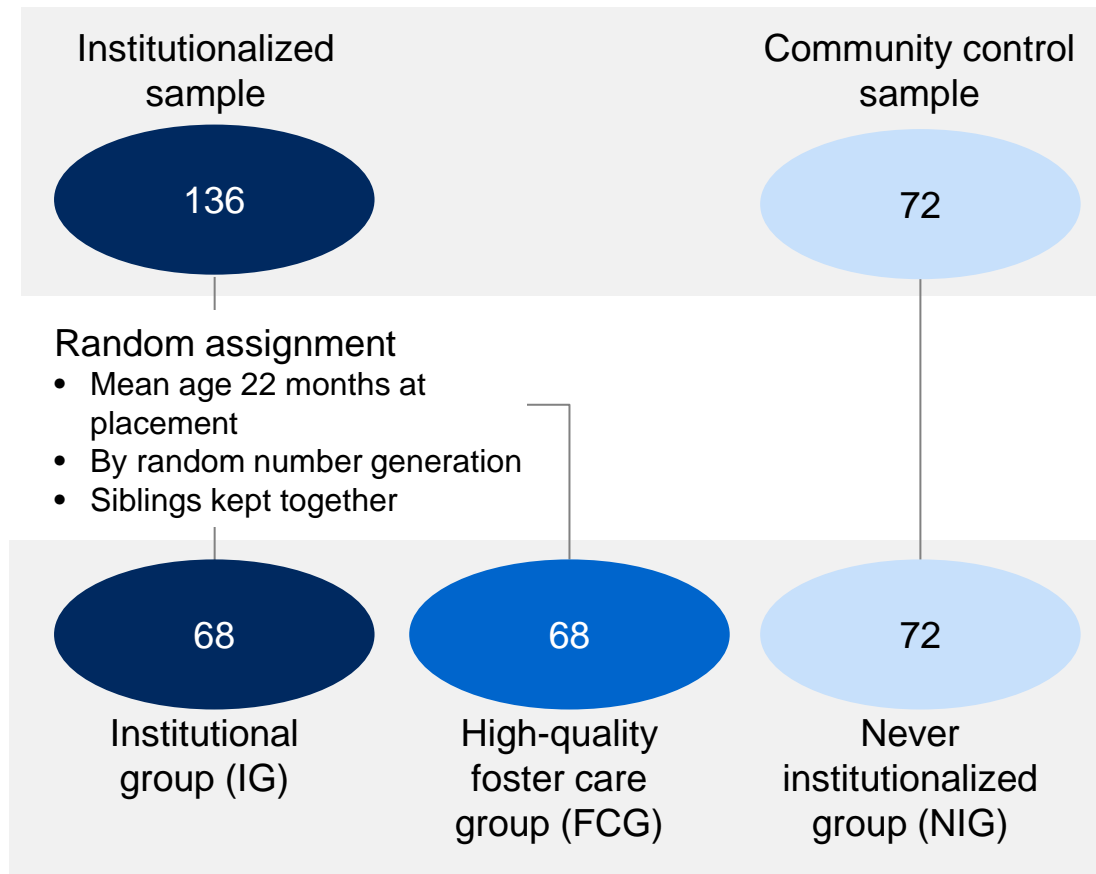 Institutionalized
sample
Community control
sample
136
72
Random assignment
• Mean age 22 months at
placement
• By random number generation
• Siblings kept together
68
68
72
Institutional
group (IG)
High-quality
foster care
group (FCG)
Never
institutionalized
group (NIG)